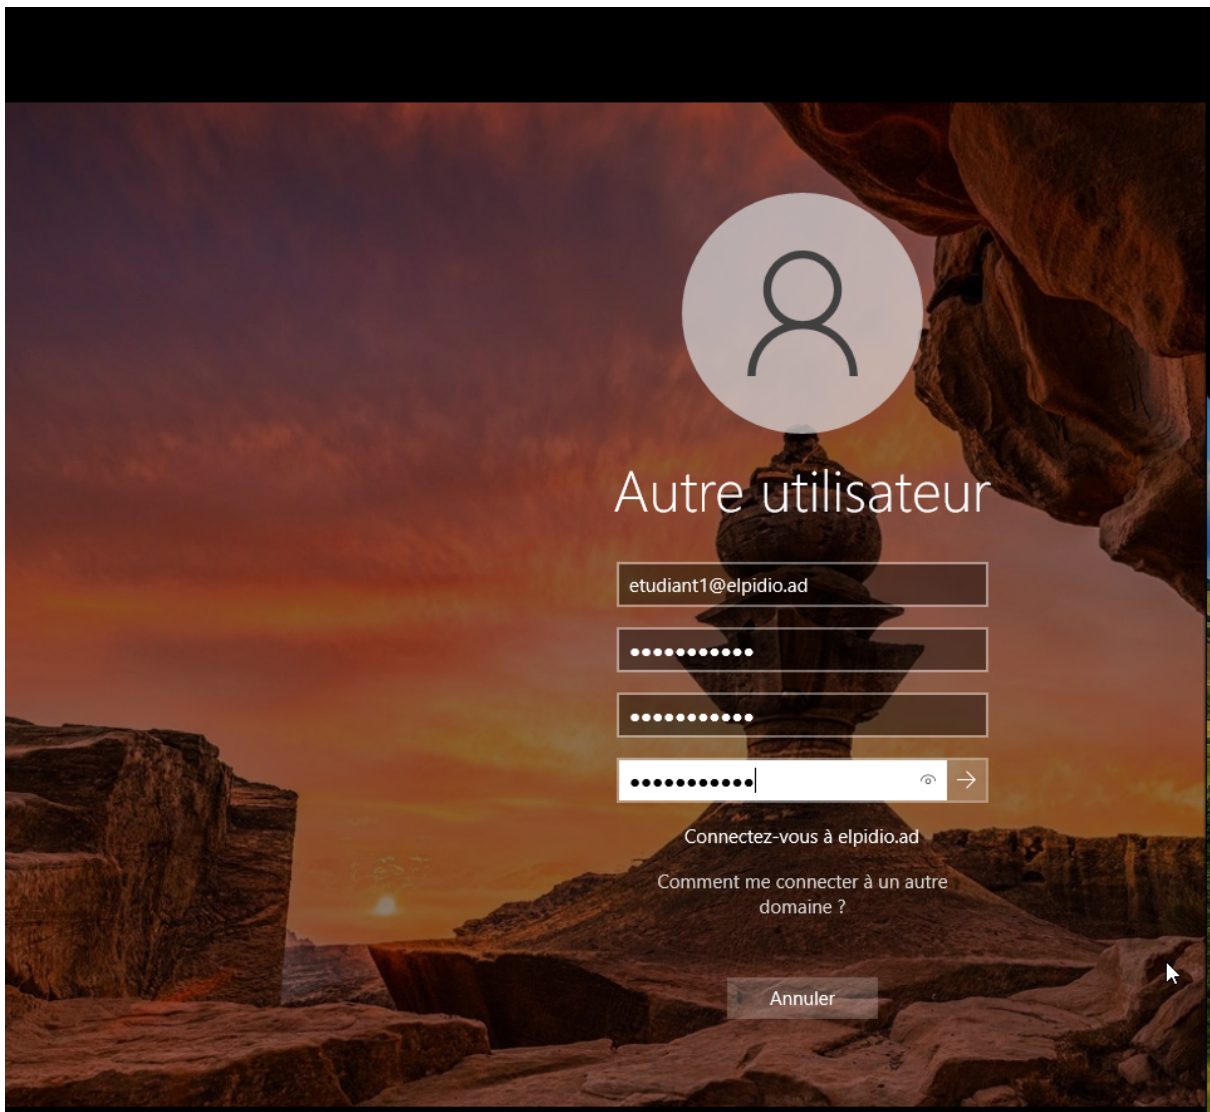 Autre utilisateur
etudiant1@elpidio.ad
●●●●●●●●●●●
●●●●●●●●●●●
●●●●●●●●●●●
Connectez-vous à elpidio.ad
Comment me connecter à un autre
domaine ?
Annuler